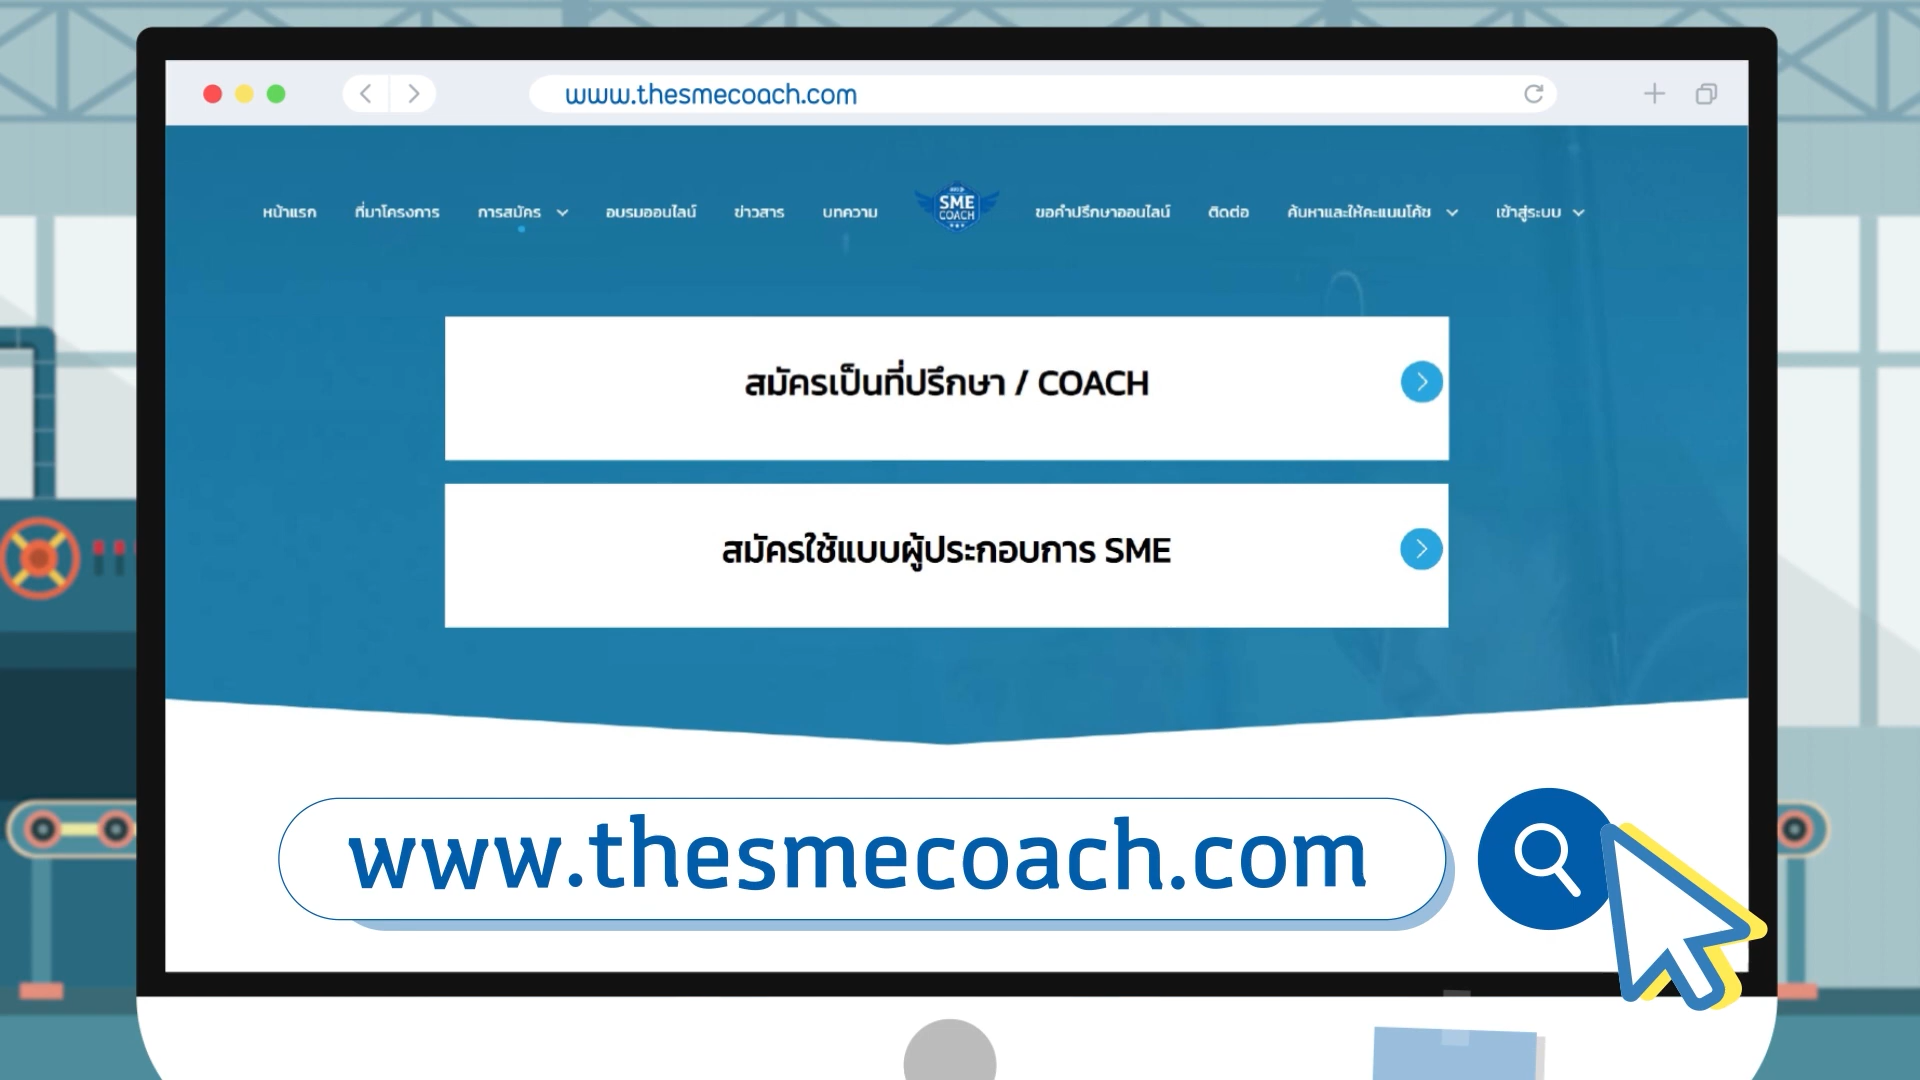 www.thesmecoach.com
หน้าแรก ที่มาโครงการ การสมัคร อบรมออนไลน์ ข่าวสาร บทความ SME COACH ขอคำปรึกษาออนไลน์ ติดต่อ ค้นหาและให้คะแนนโค้ช เข้าสู่ระบบ
สมัครเป็นที่ปรึกษา / COACH
สมัครใช้แบบผู้ประกอบการ SME
www.thesmecoach.com